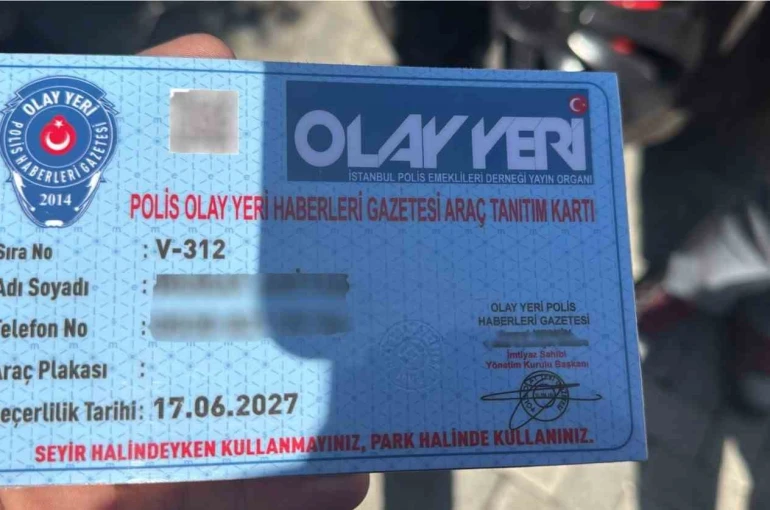 OLAY YERİ
POLİS HABERLERİ GAZETESİ
2014
OLAY YERİ
İSTANBUL POLİS EMEKLİLERİ DERNEĞİ YAYIN ORGANI
POLİS OLAY YERİ HABERLERİ GAZETESİ ARAÇ TANITIM KARTI
Sıra No : V-312
Adı Soyadı :
Telefon No :
Araç Plakası :
eçerlilik Tarihi: 17.06.2027
OLAY YERİ POLİS
HABERLERİ GAZETESİ
İmtiyaz Sahibi
Yönetim Kurulu Başkanı
SEYİR HALİNDEYKEN KULLANMAYINIZ, PARK HALİNDE KULLANINIZ.